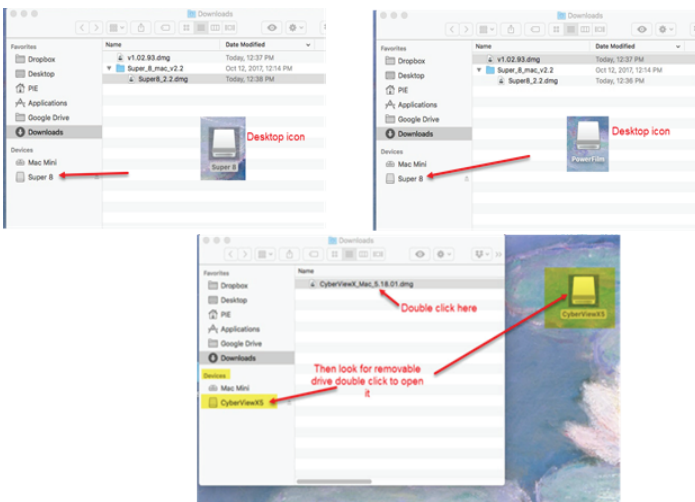 Downloads
Favorites
Name
Date Modified
Dropbox
v1.02.93.dmg
Today, 12:37 PM
Desktop
Super_8_mac_v2.2
Oct 12, 2017, 12:14 PM
PIE
Super8_2.2.dmg
Today, 12:38 PM
Applications
Google Drive
Downloads
Desktop icon
Devices
Mac Mini
Super 8
Super 8
Downloads
Favorites
Name
Date Modified
Dropbox
v1.02.93.dmg
Today, 12:37 PM
Desktop
Super_8_mac_v2.2
Oct 12, 2017, 12:14 PM
PIE
Super8_2.2.dmg
Today, 12:36 PM
Applications
Google Drive
Downloads
Desktop icon
Devices
PowerFilm
Mac Mini
Super 8
Downloads
Favorites
Name
Dropbox
CyberViewX_Mac_5.18.01.dmg
Desktop
Double click here
PIE
CyberViewX5
Applications
Google Drive
Downloads
Then look for removable
drive double click to open
it
Devices
Mac Mini
CyberViewX5